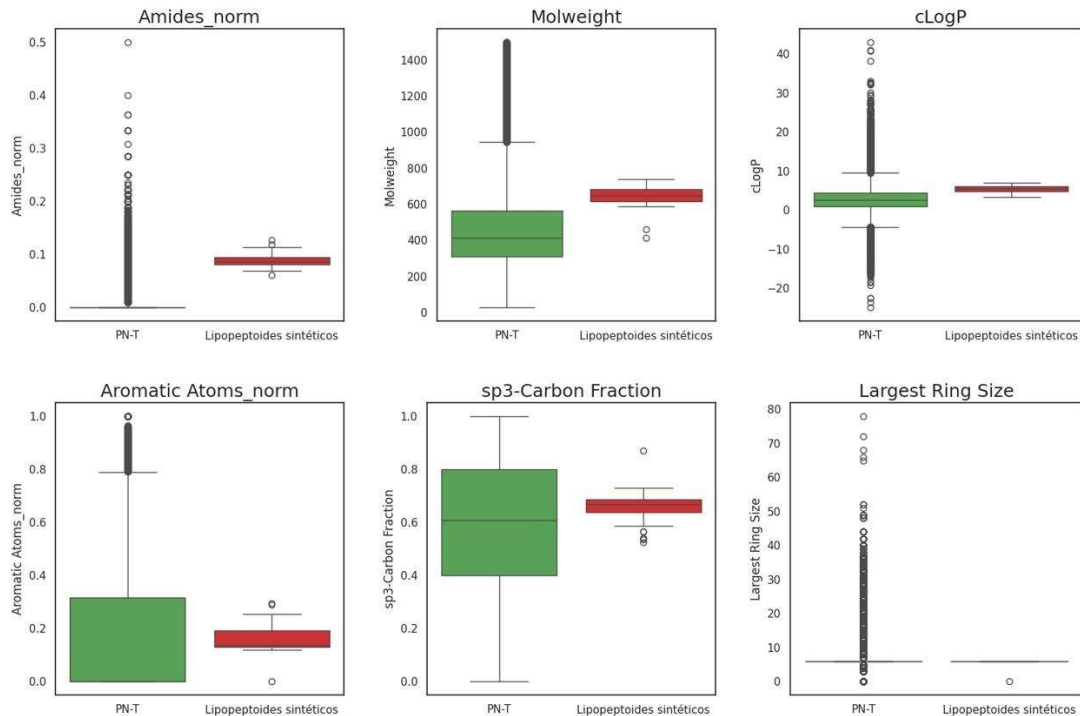 Amides_norm
Amides_norm
0.5
0.4
0.3
0.2
0.1
0.0
PN-T
Lipopeptoides sintéticos
Molweight
Molweight
1400
1200
1000
800
600
400
200
0
PN-T
Lipopeptoides sintéticos
cLogP
cLogP
40
30
20
10
0
−10
−20
PN-T
Lipopeptoides sintéticos
Aromatic Atoms_norm
Aromatic Atoms_norm
1.0
0.8
0.6
0.4
0.2
0.0
PN-T
Lipopeptoides sintéticos
sp3-Carbon Fraction
sp3-Carbon Fraction
1.0
0.8
0.6
0.4
0.2
0.0
PN-T
Lipopeptoides sintéticos
Largest Ring Size
Largest Ring Size
80
70
60
50
40
30
20
10
0
PN-T
Lipopeptoides sintéticos